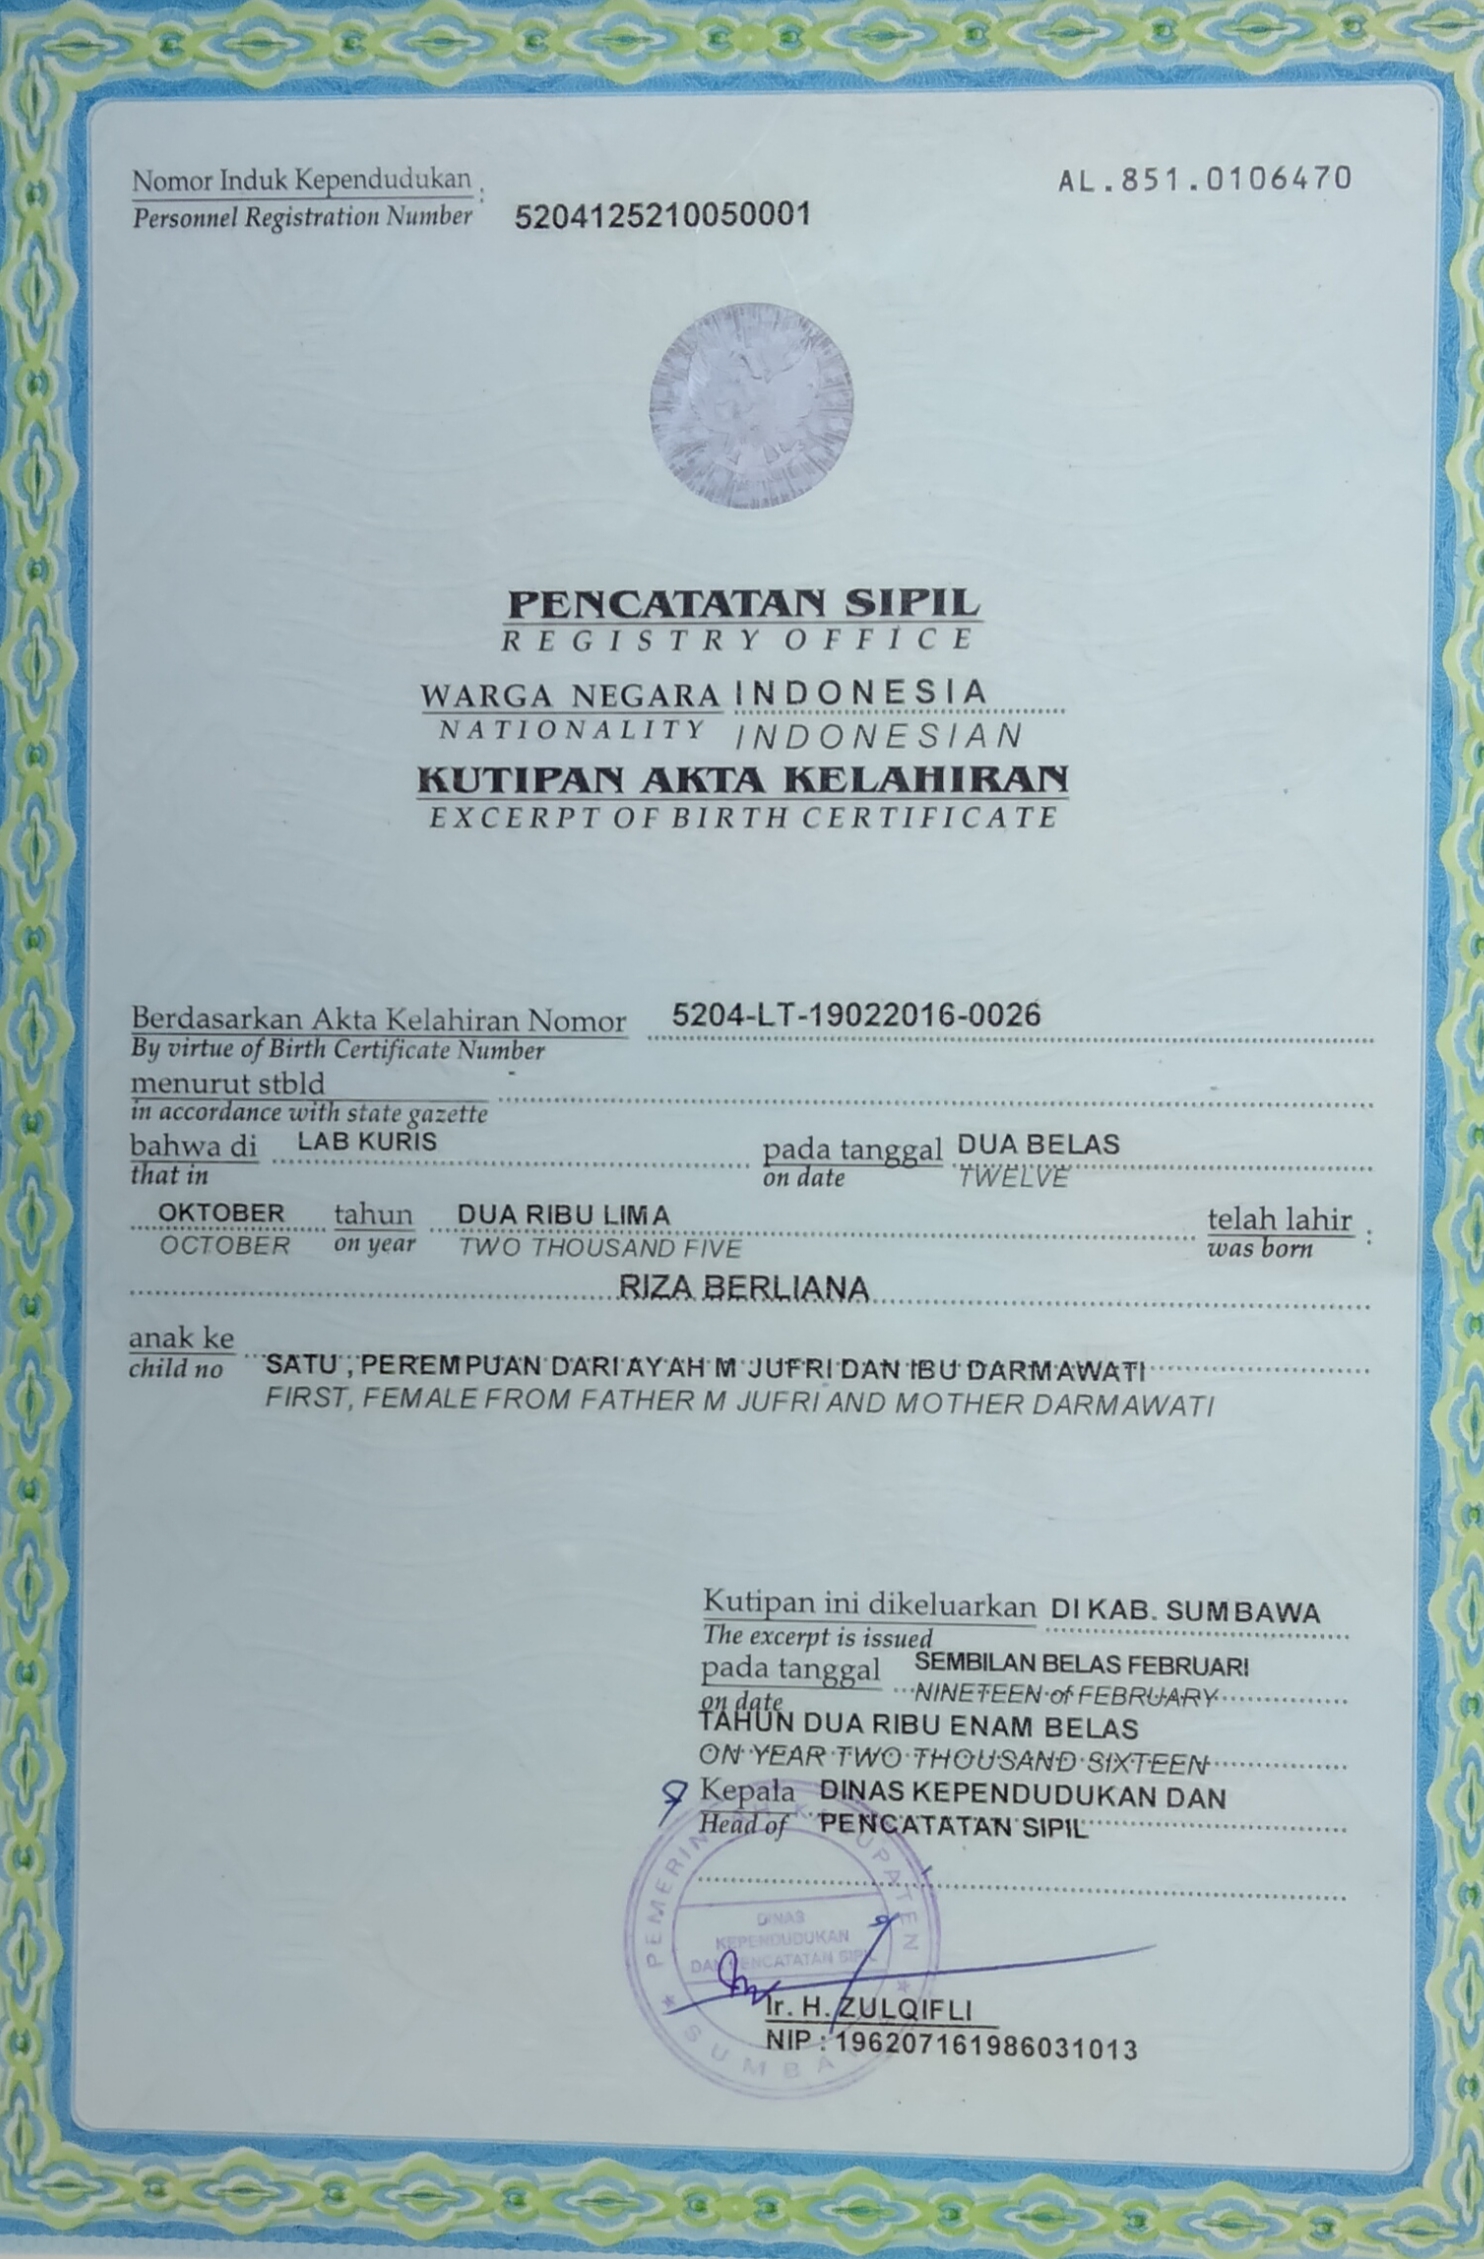 Nomor Induk Kependudukan : AL.851.0106470
Personnel Registration Number 5204125210050001
PENCATATAN SIPIL
REGISTRY OFFICE
WARGA NEGARA INDONESIA
NATIONALITY INDONESIAN
KUTIPAN AKTA KELAHIRAN
EXCERPT OF BIRTH CERTIFICATE
Berdasarkan Akta Kelahiran Nomor 5204-LT-19022016-0026
By virtue of Birth Certificate Number
menurut stbld -
in accordance with state gazette
bahwa di LAB KURIS pada tanggal DUA BELAS
that in on date TWELVE
OKTOBER tahun DUA RIBU LIMA telah lahir :
OCTOBER on year TWO THOUSAND FIVE was born
RIZA BERLIANA
anak ke SATU , PEREMPUAN DARI AYAH M JUFRI DAN IBU DARMAWATI
child no FIRST, FEMALE FROM FATHER M JUFRI AND MOTHER DARMAWATI
Kutipan ini dikeluarkan DI KAB. SUMBAWA
The excerpt is issued
pada tanggal SEMBILAN BELAS FEBRUARI
on date NINETEEN of FEBRUARY
TAHUN DUA RIBU ENAM BELAS
ON YEAR TWO THOUSAND SIXTEEN
Kepala DINAS KEPENDUDUKAN DAN
Head of PENCATATAN SIPIL
DINAS
KEPENDUDUKAN
DAN PENCATATAN SIPIL
Ir. H. ZULQIFLI
NIP : 196207161986031013